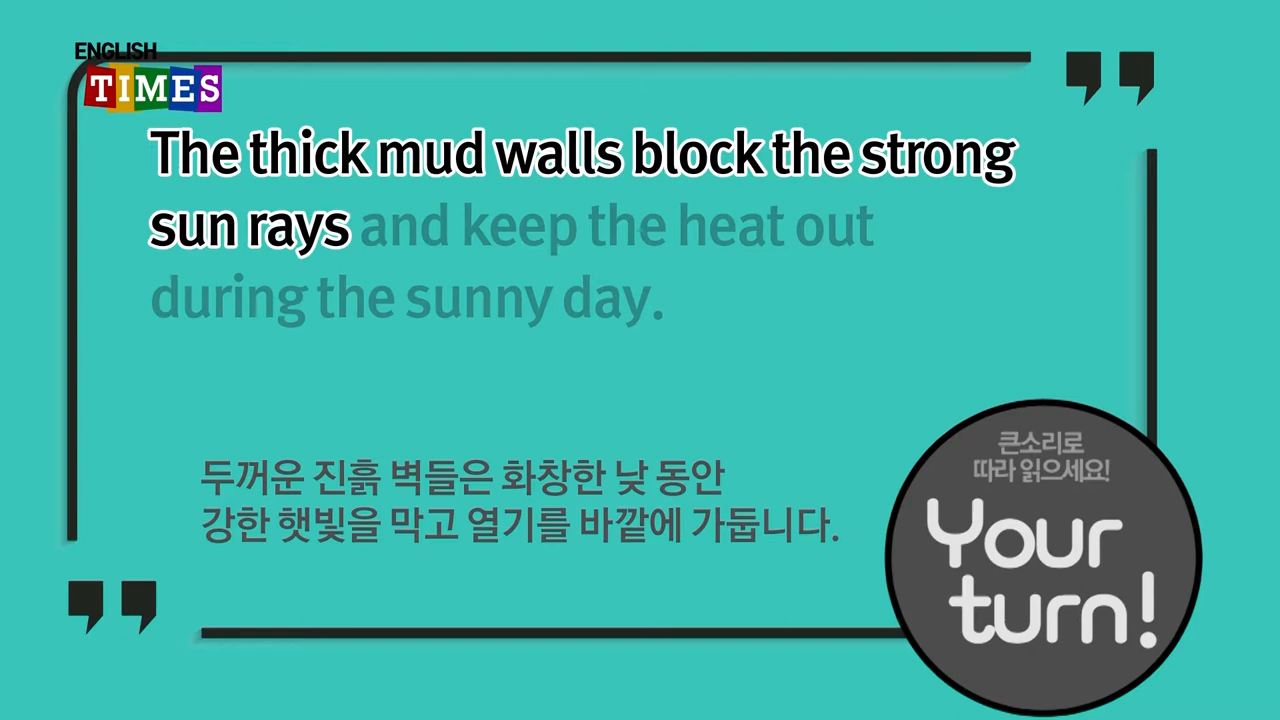 ENGLISH
TIMES
The thick mud walls block the strong
sun rays and keep the heat out
during the sunny day.
두꺼운 진흙 벽들은 화창한 낮 동안
강한 햇빛을 막고 열기를 바깥에 가둡니다.
큰소리로
따라 읽으세요!
Your
turn!